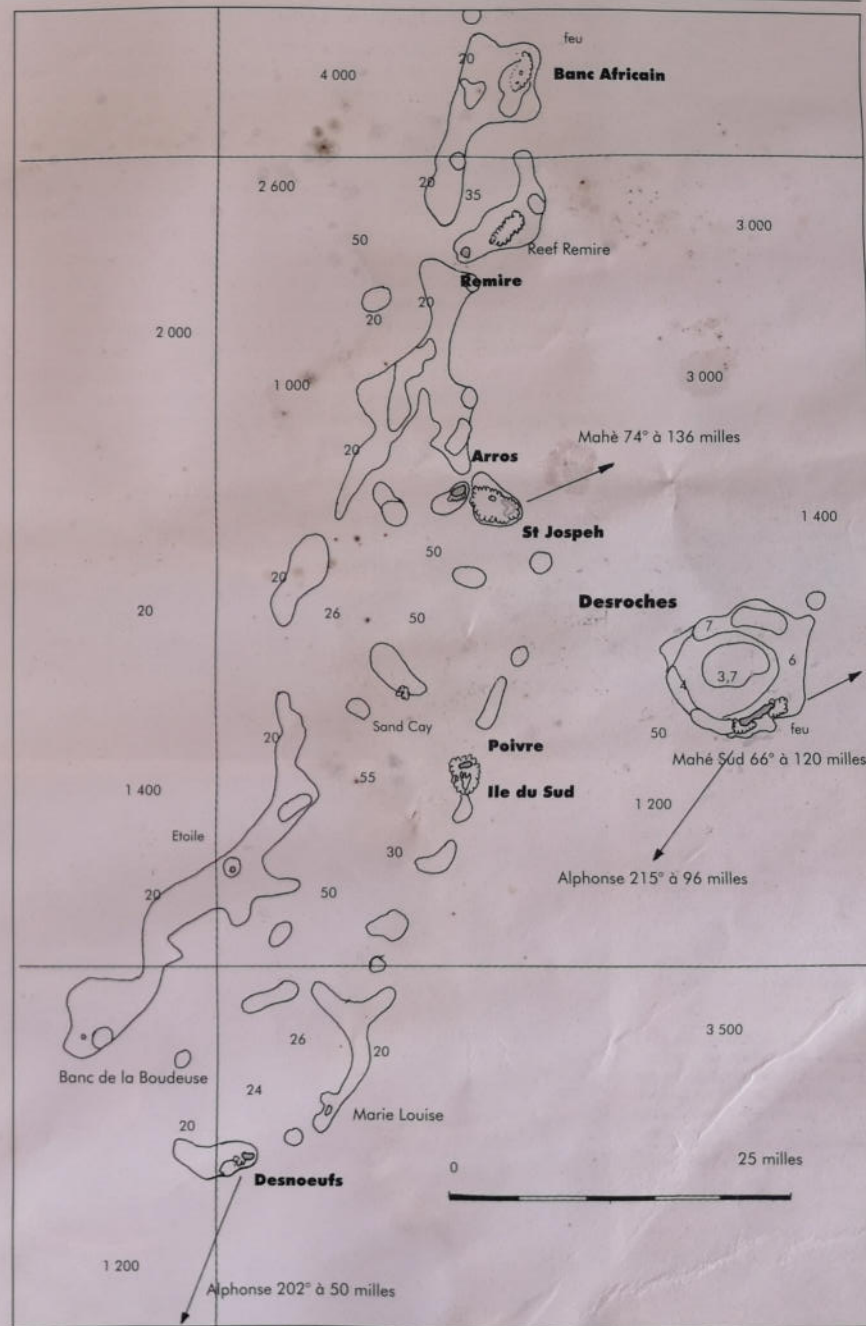 feu
20
4 000
Banc Africain
2 600
20
35
3 000
50
Reef Remire
Remire
20
20
2 000
1 000
3 000
Mahè 74° à 136 milles
20
Arros
1 400
St Jospeh
50
20
Desroches
20
26
50
7
6
3,7
4
Sand Cay
20
feu
50
Poivre
Mahé Sud 66° à 120 milles
55
1 400
Ile du Sud
1 200
Etoile
30
Alphonse 215° à 96 milles
20
50
26
3 500
20
Banc de la Boudeuse
24
Marie Louise
20
0
25 milles
Desnoeufs
1 200
Alphonse 202° à 50 milles